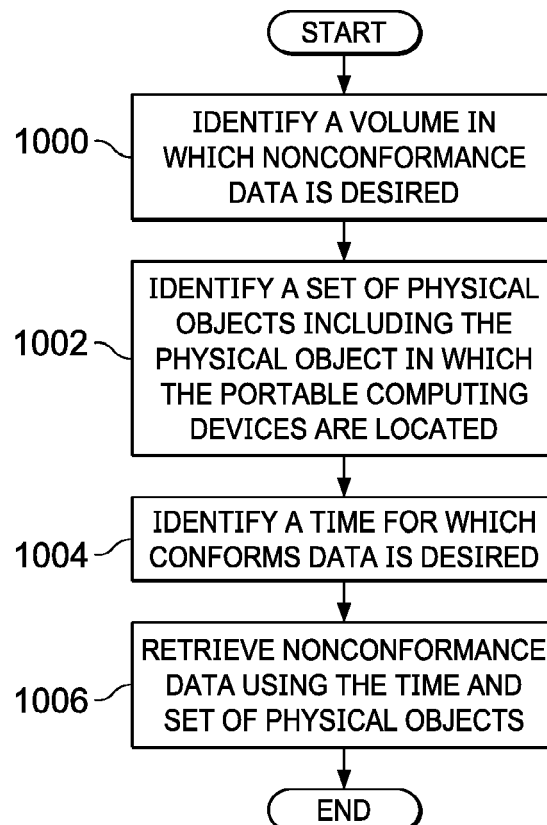 START
1000
IDENTIFY A VOLUME IN
WHICH NONCONFORMANCE
DATA IS DESIRED
1002
IDENTIFY A SET OF PHYSICAL
OBJECTS INCLUDING THE
PHYSICAL OBJECT IN WHICH
THE PORTABLE COMPUTING
DEVICES ARE LOCATED
1004
IDENTIFY A TIME FOR WHICH
CONFORMS DATA IS DESIRED
1006
RETRIEVE NONCONFORMANCE
DATA USING THE TIME AND
SET OF PHYSICAL OBJECTS
END